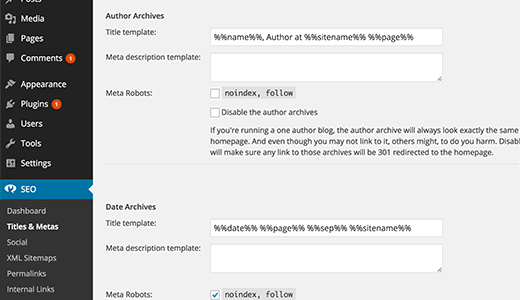 Posts
Media
Pages
Comments 1
Appearance
Plugins 1
Users
Tools
Settings
SEO
Dashboard
Titles & Metas
Social
XML Sitemaps
Permalinks
Internal Links
Author Archives
Title template: %%name%%, Author at %%sitename%% %%page%%
Meta description template:
Meta Robots: noindex, follow
Disable the author archives
If you're running a one author blog, the author archive will always look exactly the same
homepage. And even though you may not link to it, others might, to do you harm. Disabl
will make sure any link to those archives will be 301 redirected to the homepage.
Date Archives
Title template: %%date%% %%page%% %%sep%% %%sitename%%
Meta description template:
Meta Robots: noindex, follow